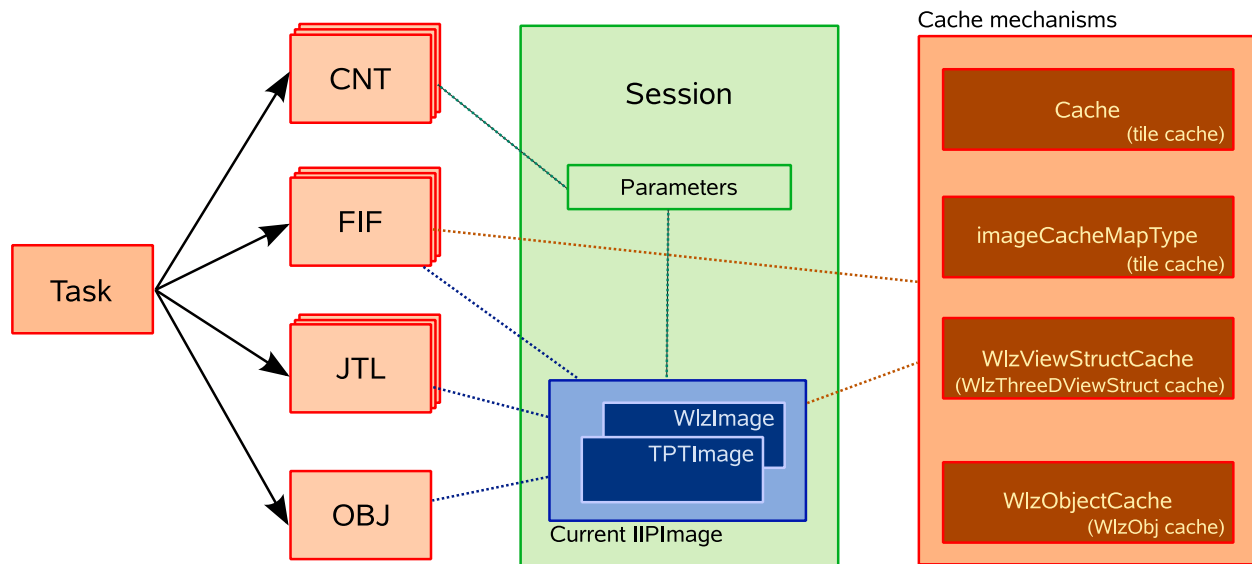 Task
CNT
FIF
JTL
OBJ
Session
Parameters
WlzImage
TPTImage
Current IIPImage
Cache mechanisms
Cache
(tile cache)
imageCacheMapType
(tile cache)
WlzViewStructCache
(WlzThreeDViewStruct cache)
WlzObjectCache
(WlzObj cache)